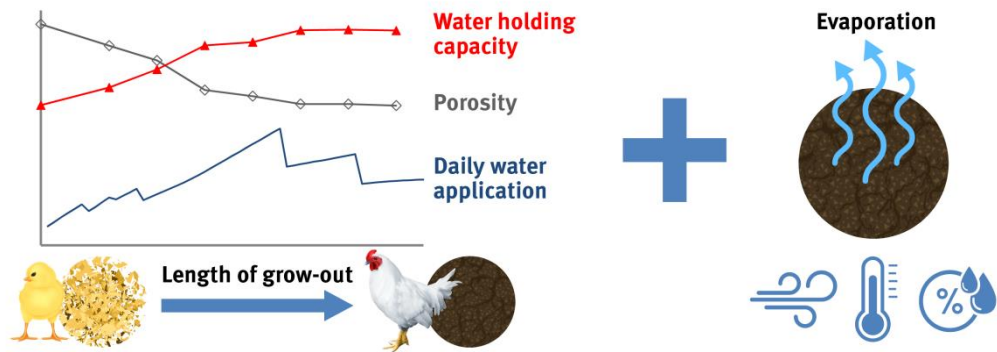 Water holding
capacity
Porosity
Daily water
application
Length of grow-out
Evaporation
%